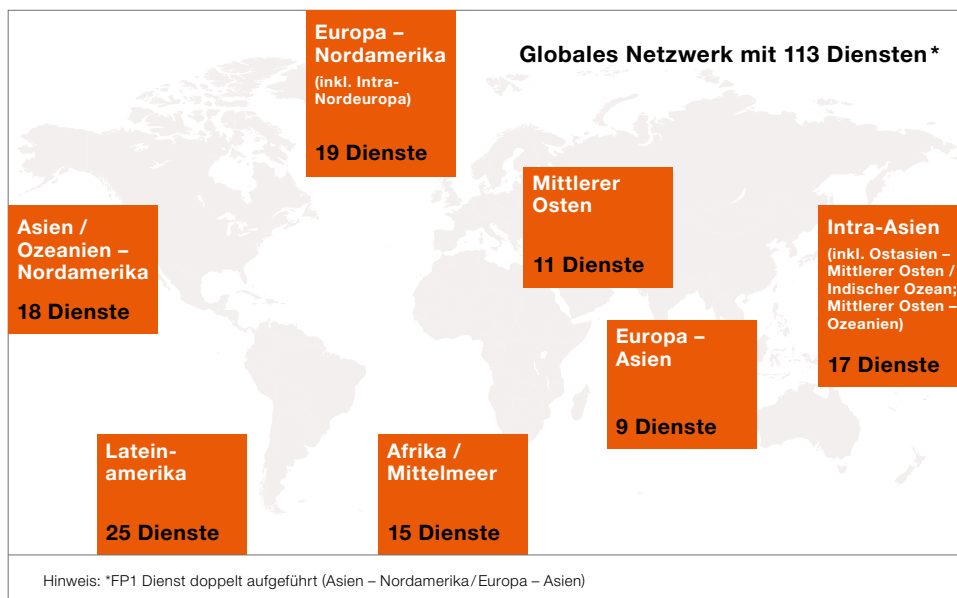 Globales Netzwerk mit 113 Diensten*
Europa –
Nordamerika
(inkl. Intra-
Nordeuropa)
19 Dienste
Mittlerer
Osten
11 Dienste
Asien /
Ozeanien –
Nordamerika
18 Dienste
Intra-Asien
(inkl. Ostasien –
Mittlerer Osten /
Indischer Ozean;
Mittlerer Osten –
Ozeanien)
17 Dienste
Europa –
Asien
9 Dienste
Latein-
amerika
25 Dienste
Afrika /
Mittelmeer
15 Dienste
Hinweis: *FP1 Dienst doppelt aufgeführt (Asien – Nordamerika/Europa – Asien)